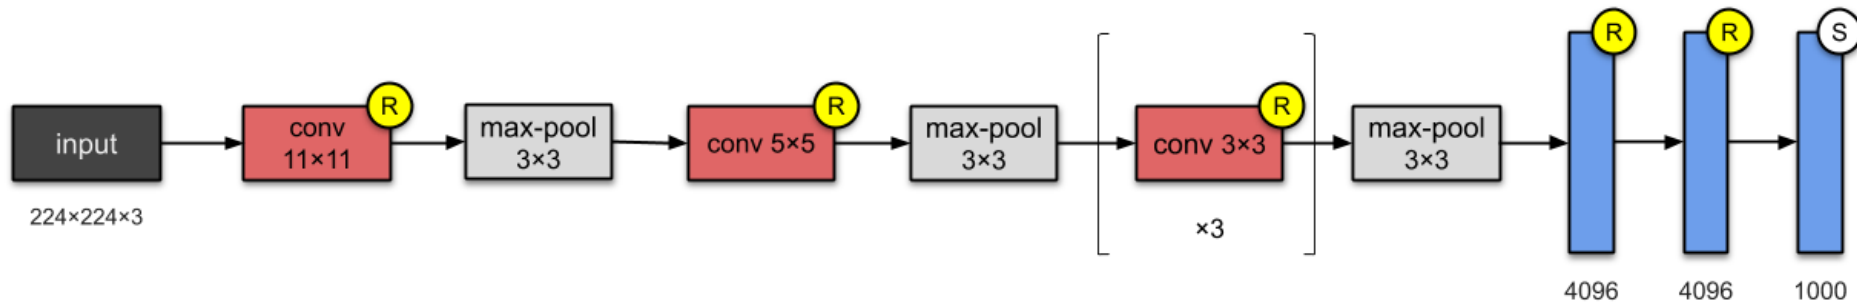 input
224×224×3
conv
11×11
R
max-pool
3×3
conv 5×5
R
max-pool
3×3
conv 3×3
R
×3
max-pool
3×3
R
4096
R
4096
S
1000